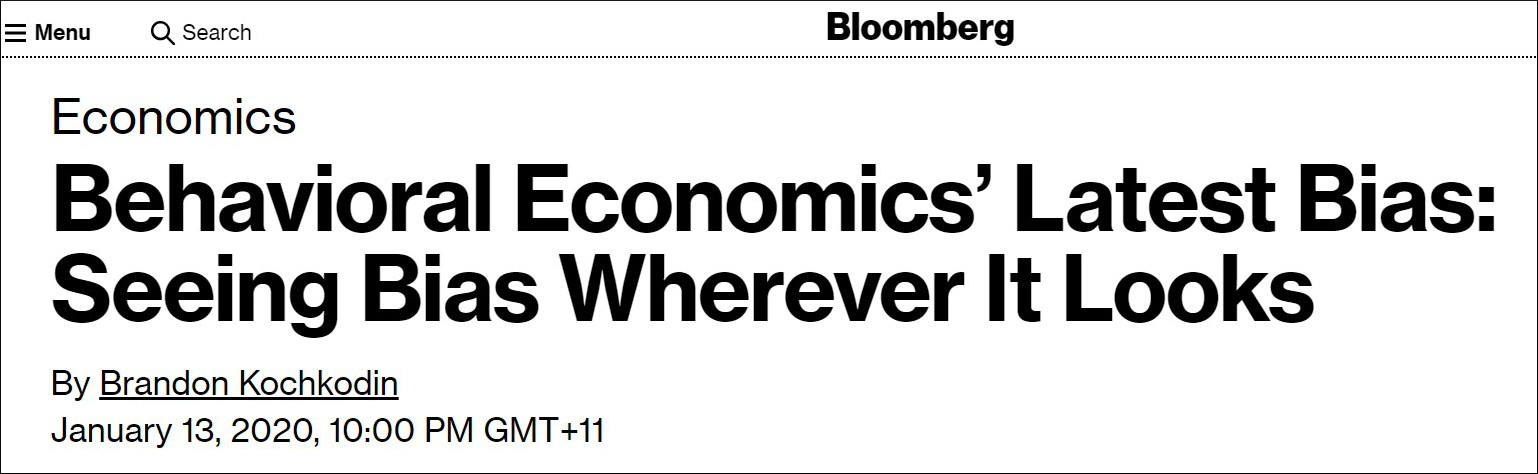 Menu Search Bloomberg
Economics
Behavioral Economics’ Latest Bias:
Seeing Bias Wherever It Looks
By Brandon Kochkodin
January 13, 2020, 10:00 PM GMT+11